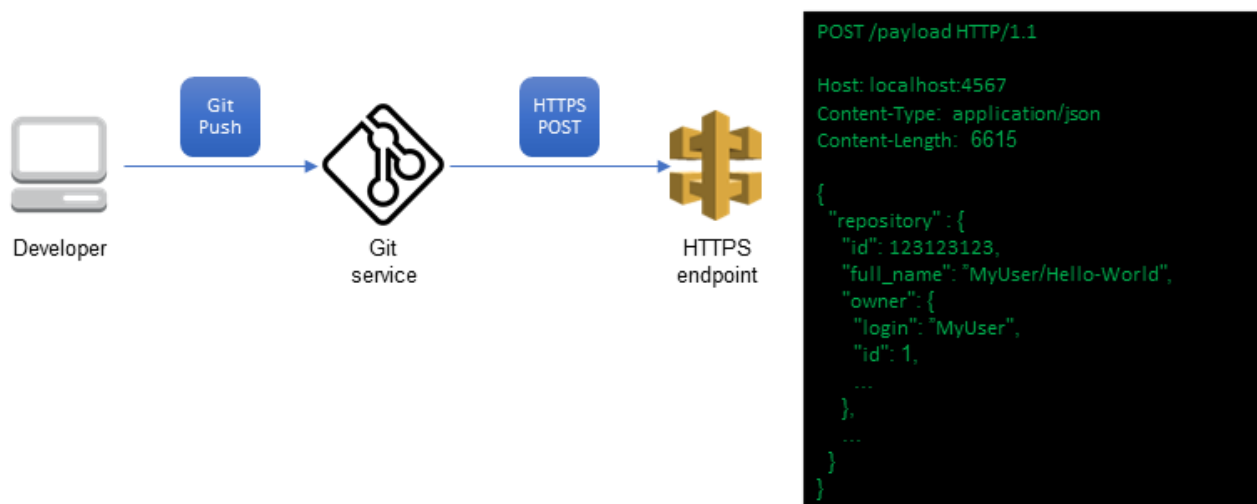 Git
Push
HTTPS
POST
Developer
Git
service
HTTPS
endpoint
POST /payload HTTP/1.1
Host: localhost:4567
Content-Type: application/json
Content-Length: 6615
{
"repository" : {
"id": 123123123,
"full_name": "MyUser/Hello-World",
"owner": {
"login": "MyUser",
"id": 1,
...
},
...
}
}